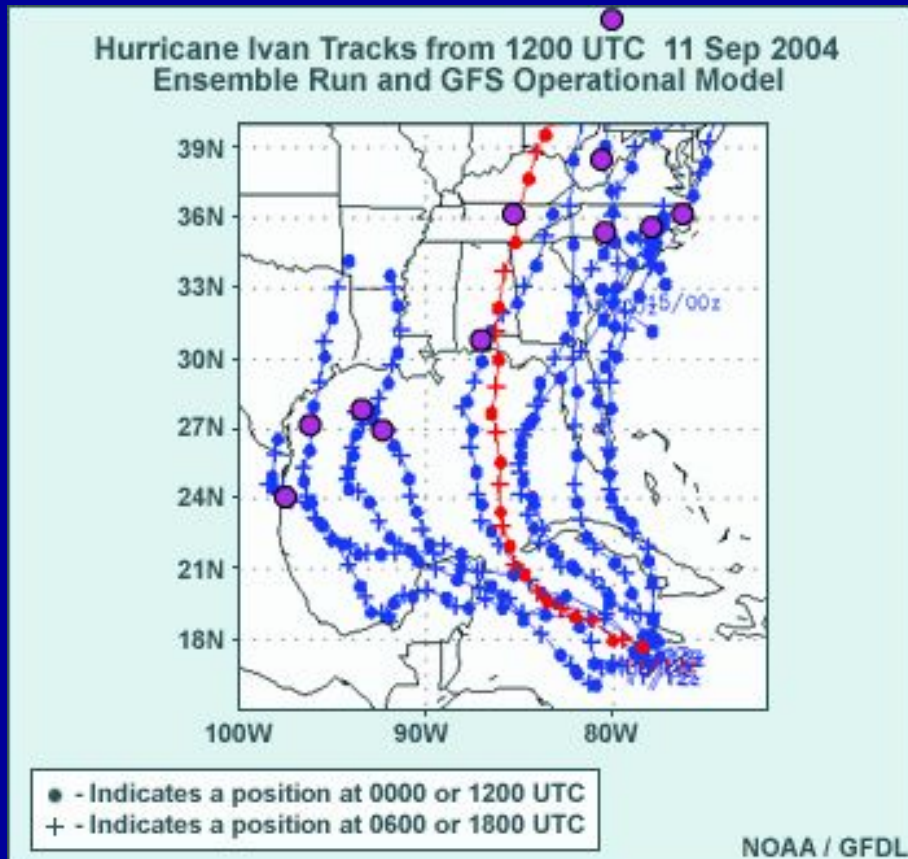 Hurricane Ivan Tracks from 1200 UTC 11 Sep 2004
Ensemble Run and GFS Operational Model
39N
36N
33N
30N
27N
24N
21N
18N
15/00z
100W
90W
80W
● - Indicates a position at 0000 or 1200 UTC
+ - Indicates a position at 0600 or 1800 UTC
NOAA / GFDL